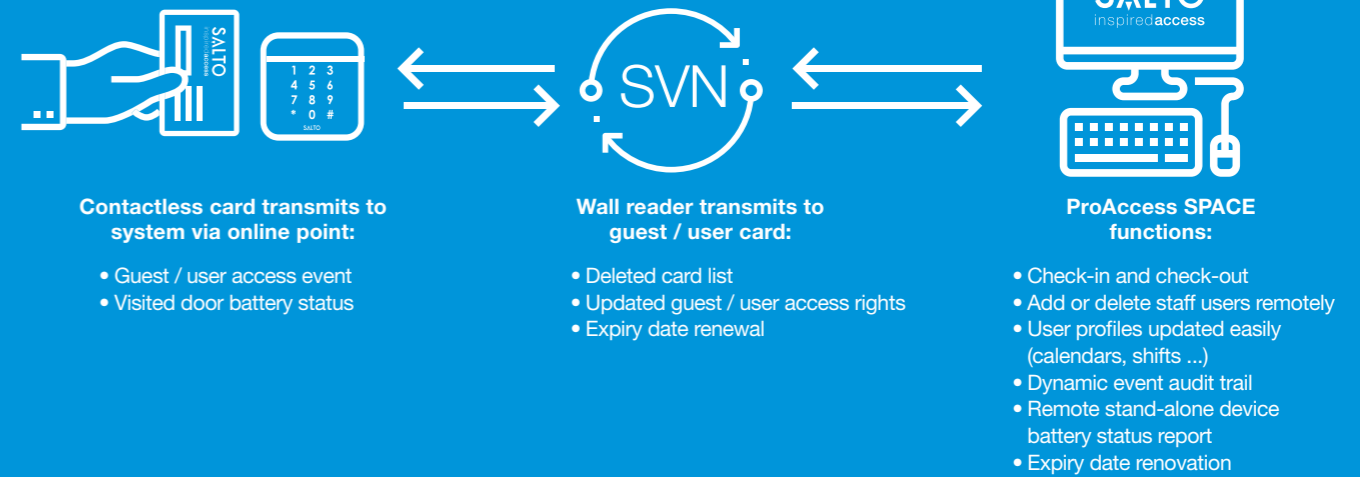 SALTO
inspiredaccess
SALTO
inspiredaccess
1 2 3
4 5 6
7 8 9
* 0 #
SALTO
SVN
Contactless card transmits to
system via online point:
• Guest / user access event
• Visited door battery status
Wall reader transmits to
guest / user card:
• Deleted card list
• Updated guest / user access rights
• Expiry date renewal
ProAccess SPACE
functions:
• Check-in and check-out
• Add or delete staff users remotely
• User profiles updated easily
(calendars, shifts ...)
• Dynamic event audit trail
• Remote stand-alone device
battery status report
• Expiry date renovation